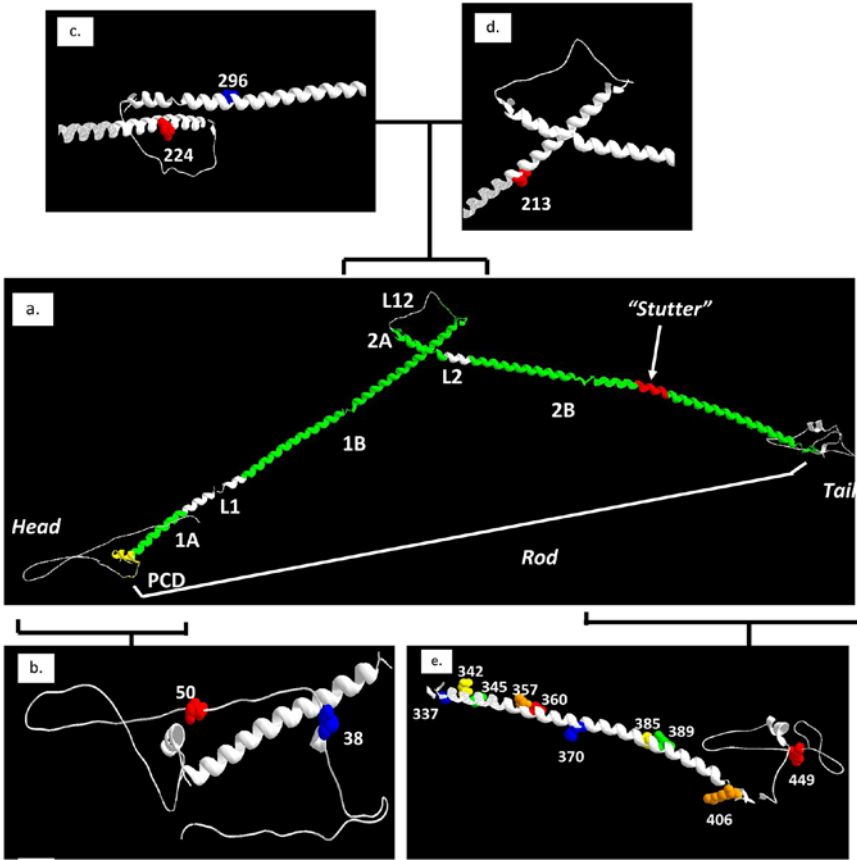 c.
296
224
d.
213
a.
L12
2A
L2
"Stutter"
2B
1B
L1
1A
Head
PCD
Rod
Tail
b.
50
38
e.
342
345
357
360
337
370
385
389
449
406